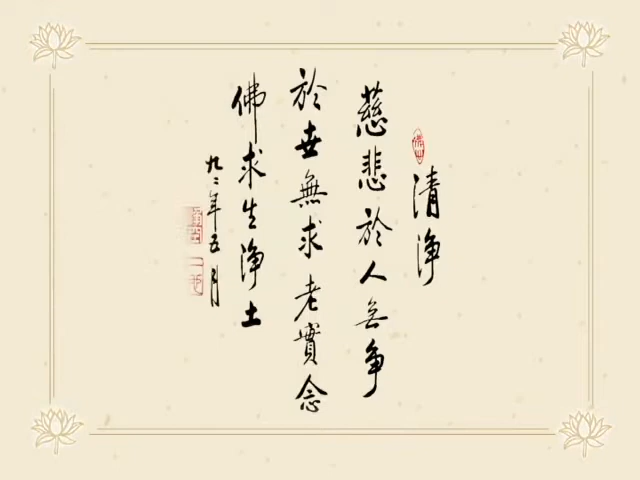 清淨
慈悲於人無争
於世無求老實念
佛求生淨土
九二年五月